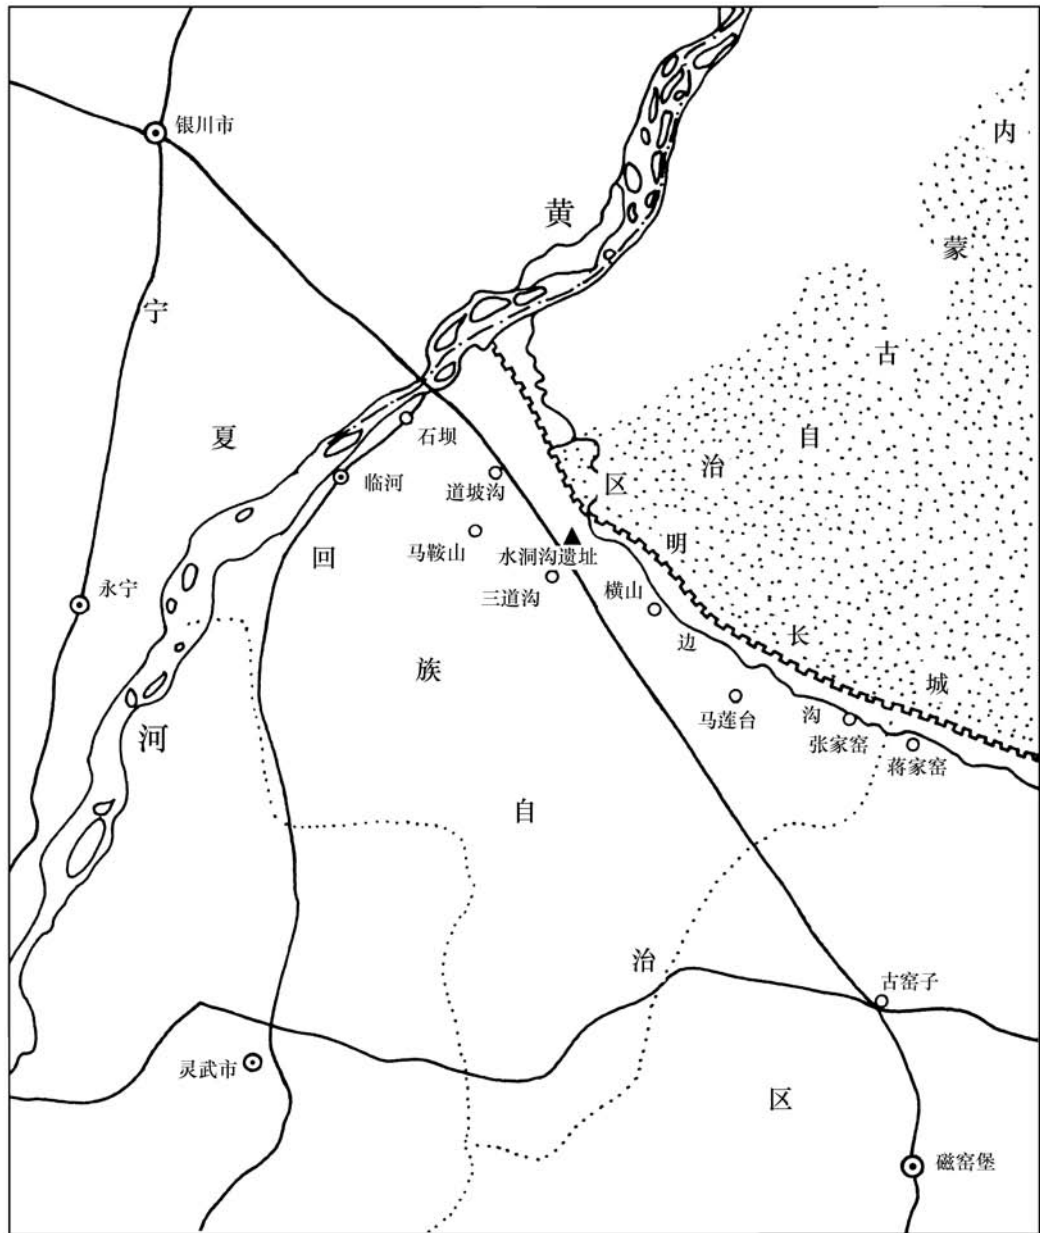 银川市
黄
河
宁
夏
回
族
自
治
区
内
蒙
古
自
治
区
石坝
临河
道坡沟
马鞍山
水洞沟遗址
三道沟
永宁
横山
明
长
城
边
沟
马莲台
张家窑
蒋家窑
古窑子
灵武市
磁窑堡